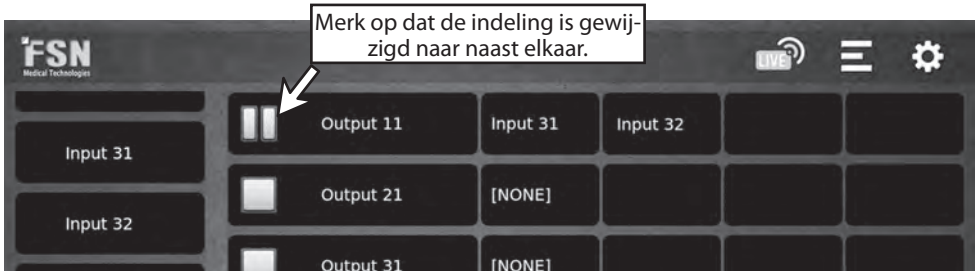 Merk op dat de indeling is gewij-
zigd naar naast elkaar.
FSN
Medical Technologies
LIVE
Output 11 Input 31 Input 32
Input 31
Output 21 [NONE]
Input 32
Output 31 [NONE]